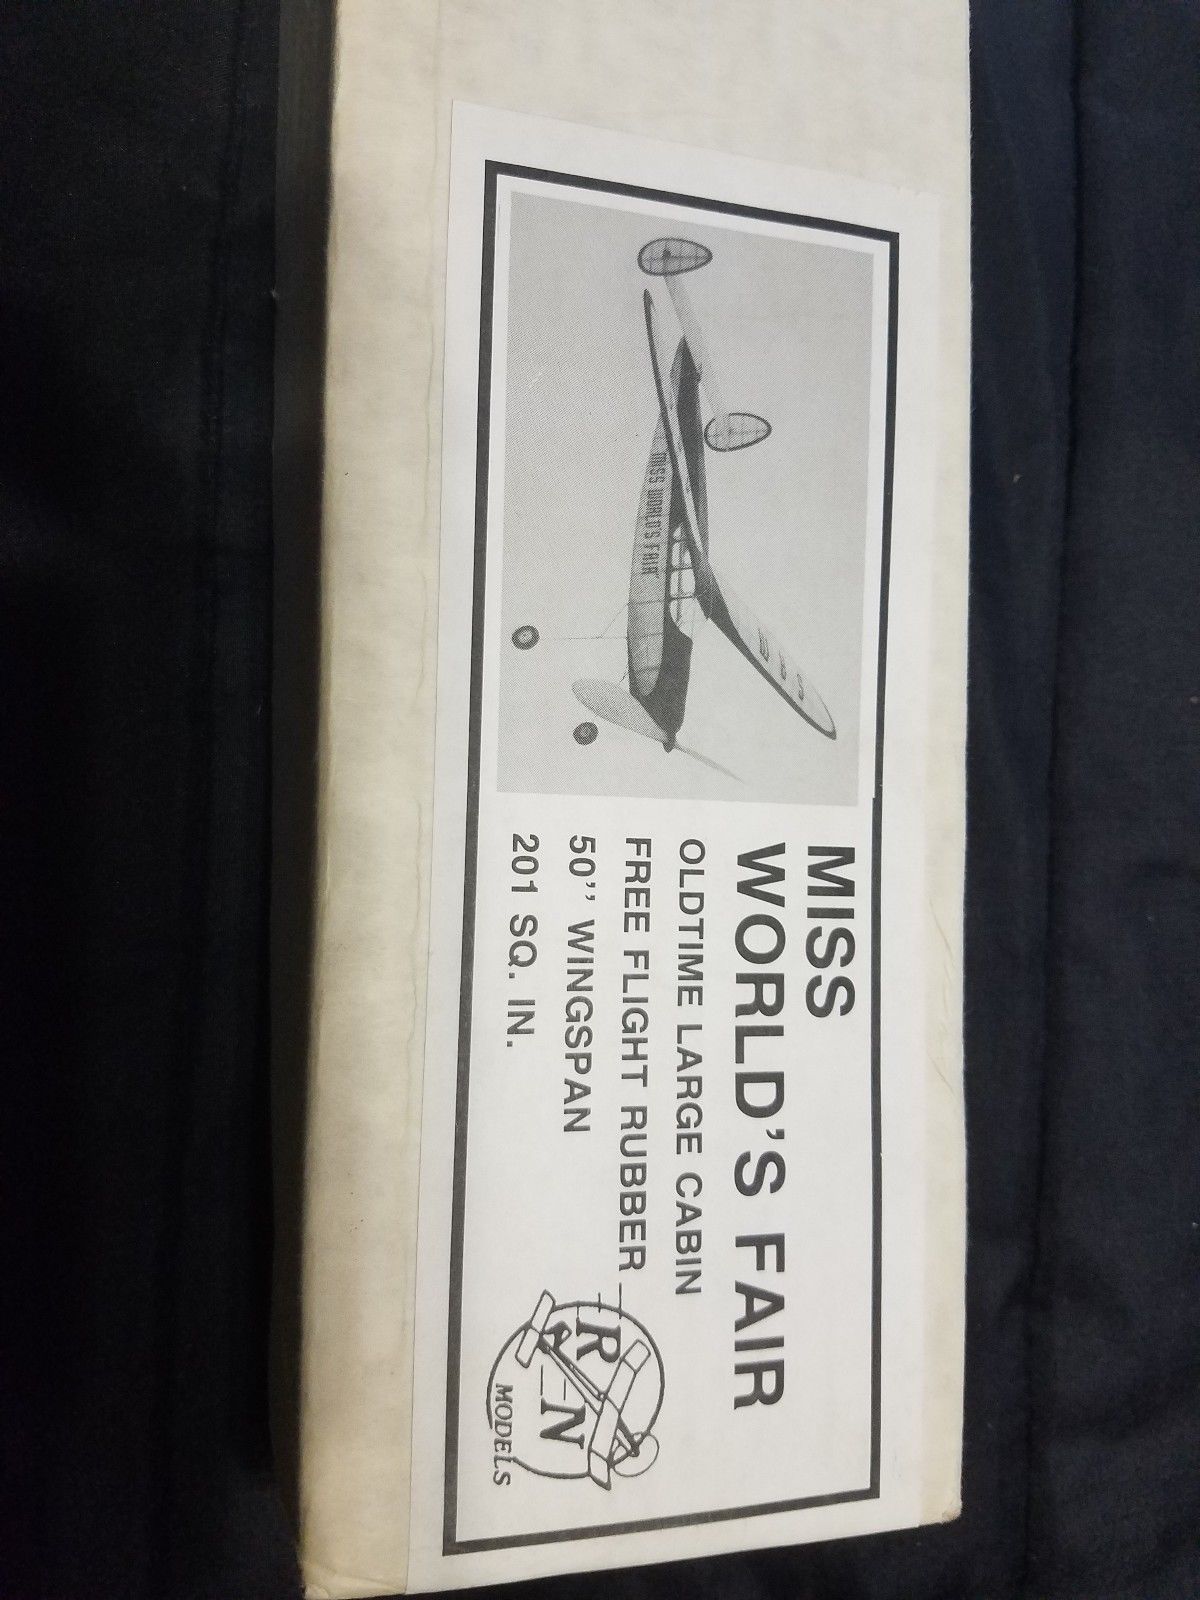 MISS WORLD'S FAIR
MISS
WORLD'S FAIR
OLDTIME LARGE CABIN
FREE FLIGHT RUBBER
50'' WINGSPAN
201 SQ. IN.
R
N
MODELS